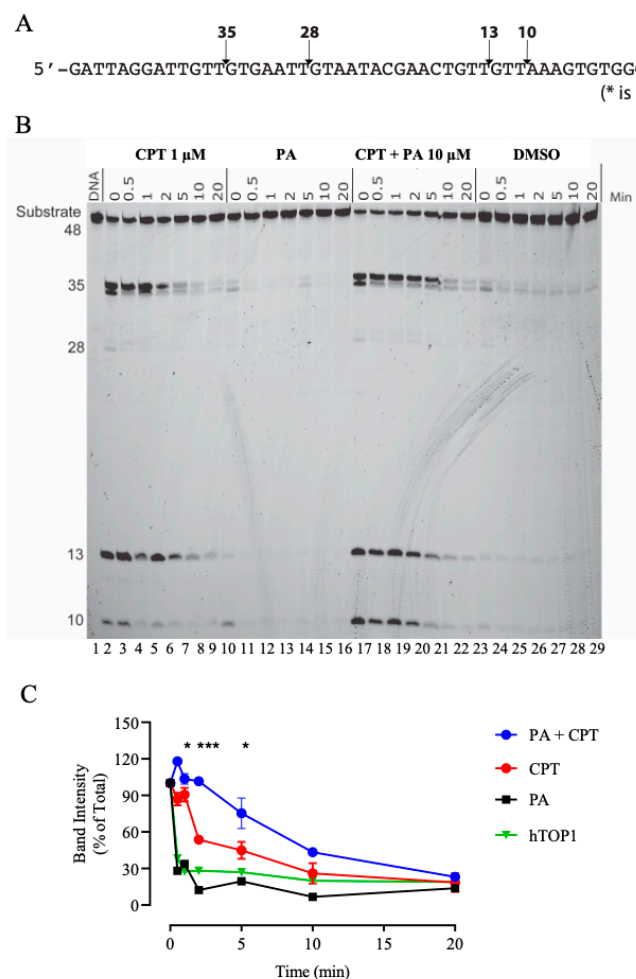 A
35 28 13 10
5'-GATTAGGATTGTTGTGAATTGTAATACGAACTGTTGTTAAAGTGTGG
(* is
B
CPT 1 µM PA CPT + PA 10 µM DMSO
DNA 0 0.5 1 2 5 10 20 0 0.5 1 2 5 10 20 0 0.5 1 2 5 10 20 0 0.5 1 2 5 10 20 Min
Substrate
48
35
28
13
10
1 2 3 4 5 6 7 8 9 10 11 12 13 14 15 16 17 18 19 20 21 22 23 24 25 26 27 28 29
C
150
120
90
60
30
0
Band Intensity
(% of Total)
* *** *
0 5 10 20
Time (min)
PA + CPT
CPT
PA
hTOP1